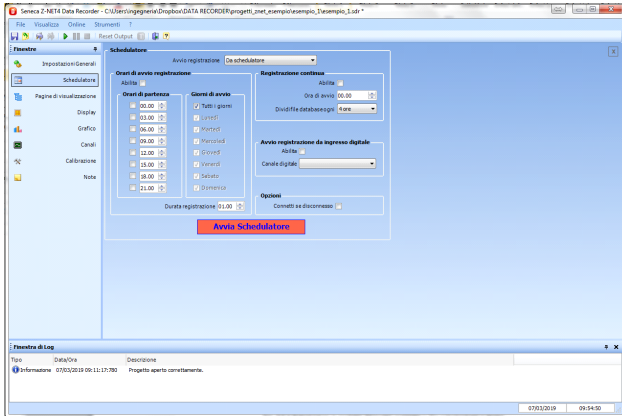 Seneca Z-NET4 Data Recorder - C:\Users\ingegneria\Dropbox\DATA RECORDER\progetti_znet_esempio\esempio_1\esempio_1.sdr *
File Visualizza Online Strumenti ?
Reset Output
Finestre
Impostazioni Generali
Schedulatore
Pagine di visualizzazione
Display
Grafico
Canali
Calibrazione
Note
Schedulatore
X
Avvio registrazione Da schedulatore
Orari di avvio registrazione
Abilita
Orari di partenza
00.00
03.00
06.00
09.00
12.00
15.00
18.00
21.00
Giorni di avvio
Tutti i giorni
Lunedì
Martedì
Mercoledì
Giovedì
Venerdì
Sabato
Domenica
Durata registrazione 01.00
Registrazione continua
Abilita
Ora di avvio 00.00
Dividi file database ogni 4 ore
Avvio registrazione da ingresso digitale
Abilita
Canale digitale
Opzioni
Connetti se disconnesso
Avvia Schedulatore
Finestra di Log
Tipo Data/Ora Descrizione
Informazione 07/03/2019 09:11:17:780 Progetto aperto correttamente.
07/03/2019 09:54:50